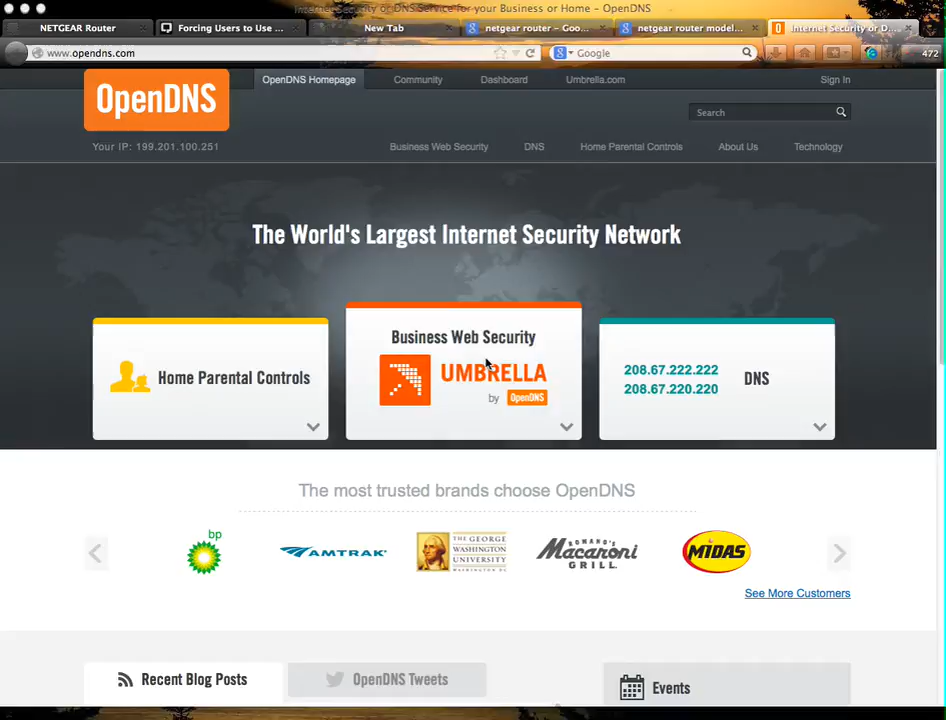 Internet Security or DNS Service for your Business or Home - OpenDNS
NETGEAR Router
Forcing Users to Use ...
New Tab
netgear router – Goo...
netgear router model...
Internet Security or D...
www.opendns.com
Google
472
OpenDNS
OpenDNS Homepage
Community
Dashboard
Umbrella.com
Sign In
Search
Your IP: 199.201.100.251
Business Web Security
DNS
Home Parental Controls
About Us
Technology
The World's Largest Internet Security Network
Home Parental Controls
Business Web Security
UMBRELLA
by OpenDNS
208.67.222.222
208.67.220.220
DNS
The most trusted brands choose OpenDNS
bp
AMTRAK
THE GEORGE
WASHINGTON
UNIVERSITY
WASHINGTON DC
ROMANO'S
Macaroni
GRILL
MIDAS
See More Customers
Recent Blog Posts
OpenDNS Tweets
Events